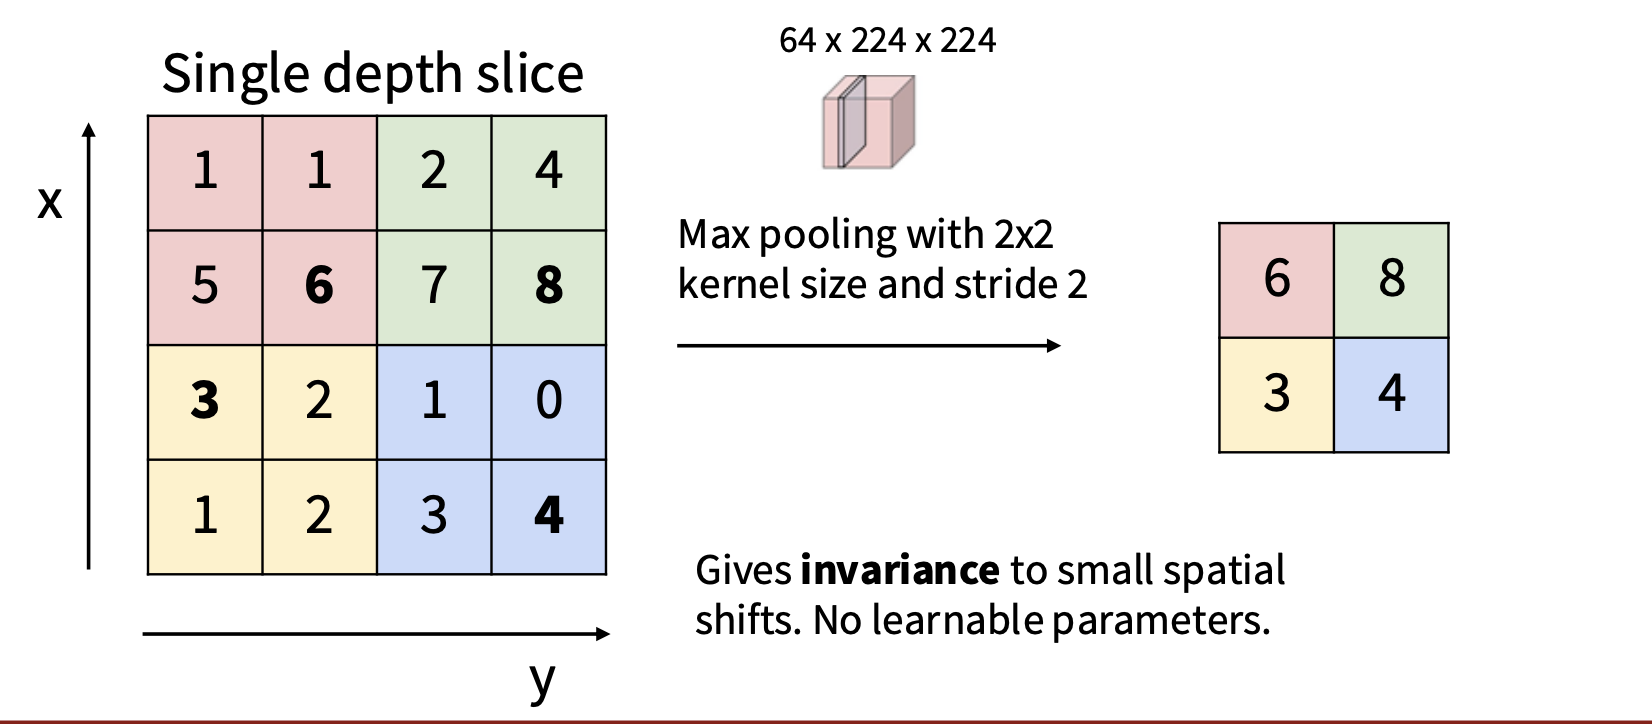 64 x 224 x 224
Single depth slice
x
1 1 2 4
5 6 7 8
3 2 1 0
1 2 3 4
y
Max pooling with 2x2
kernel size and stride 2
6 8
3 4
Gives invariance to small spatial
shifts. No learnable parameters.